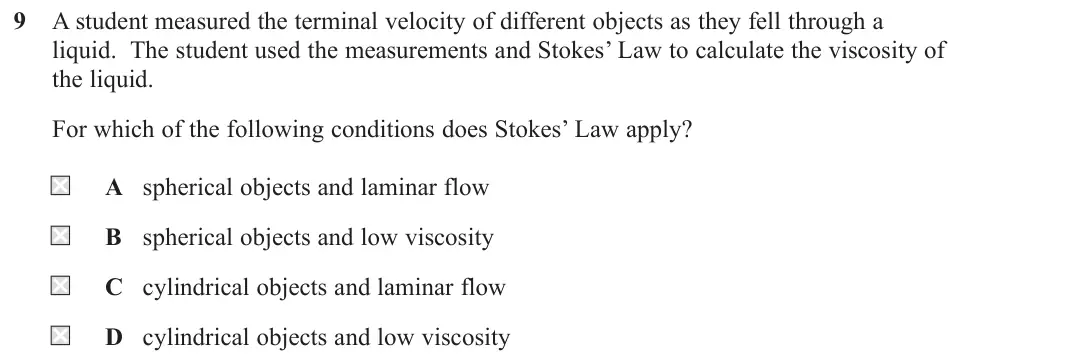 9 A student measured the terminal velocity of different objects as they fell through a
liquid. The student used the measurements and Stokes’ Law to calculate the viscosity of
the liquid.
For which of the following conditions does Stokes’ Law apply?
A spherical objects and laminar flow
B spherical objects and low viscosity
C cylindrical objects and laminar flow
D cylindrical objects and low viscosity